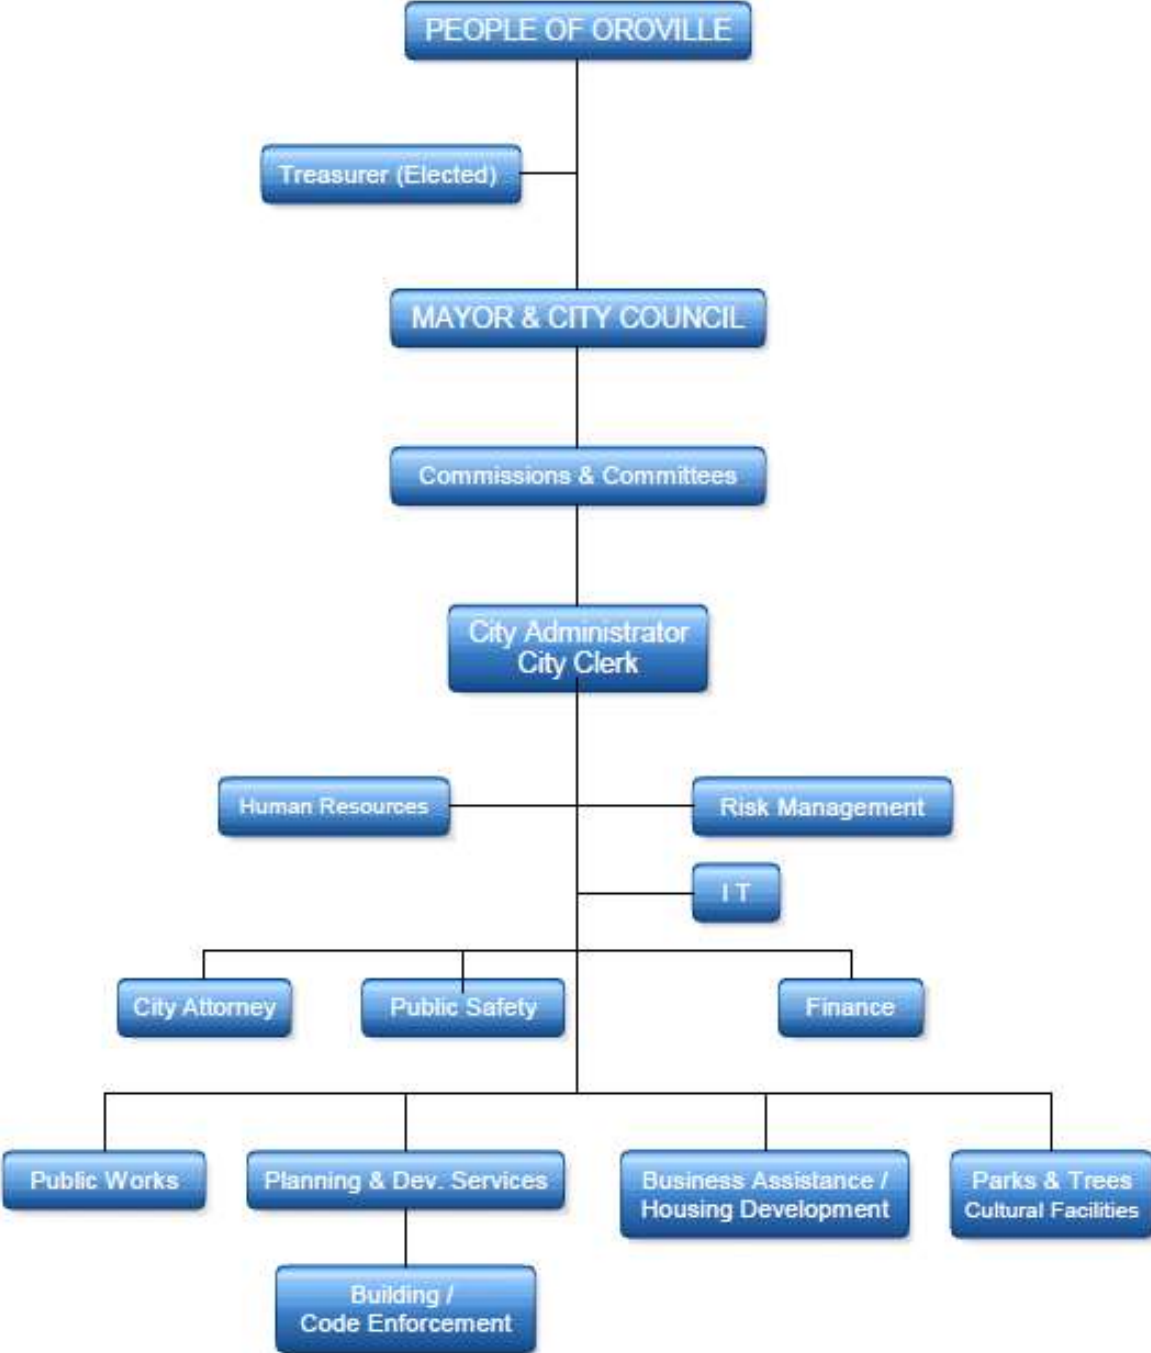 PEOPLE OF OROVILLE
Treasurer (Elected)
MAYOR & CITY COUNCIL
Commissions & Committees
City Administrator
City Clerk
Human Resources
Risk Management
I T
City Attorney
Public Safety
Finance
Public Works
Planning & Dev. Services
Business Assistance /
Housing Development
Parks & Trees
Cultural Facilities
Building /
Code Enforcement